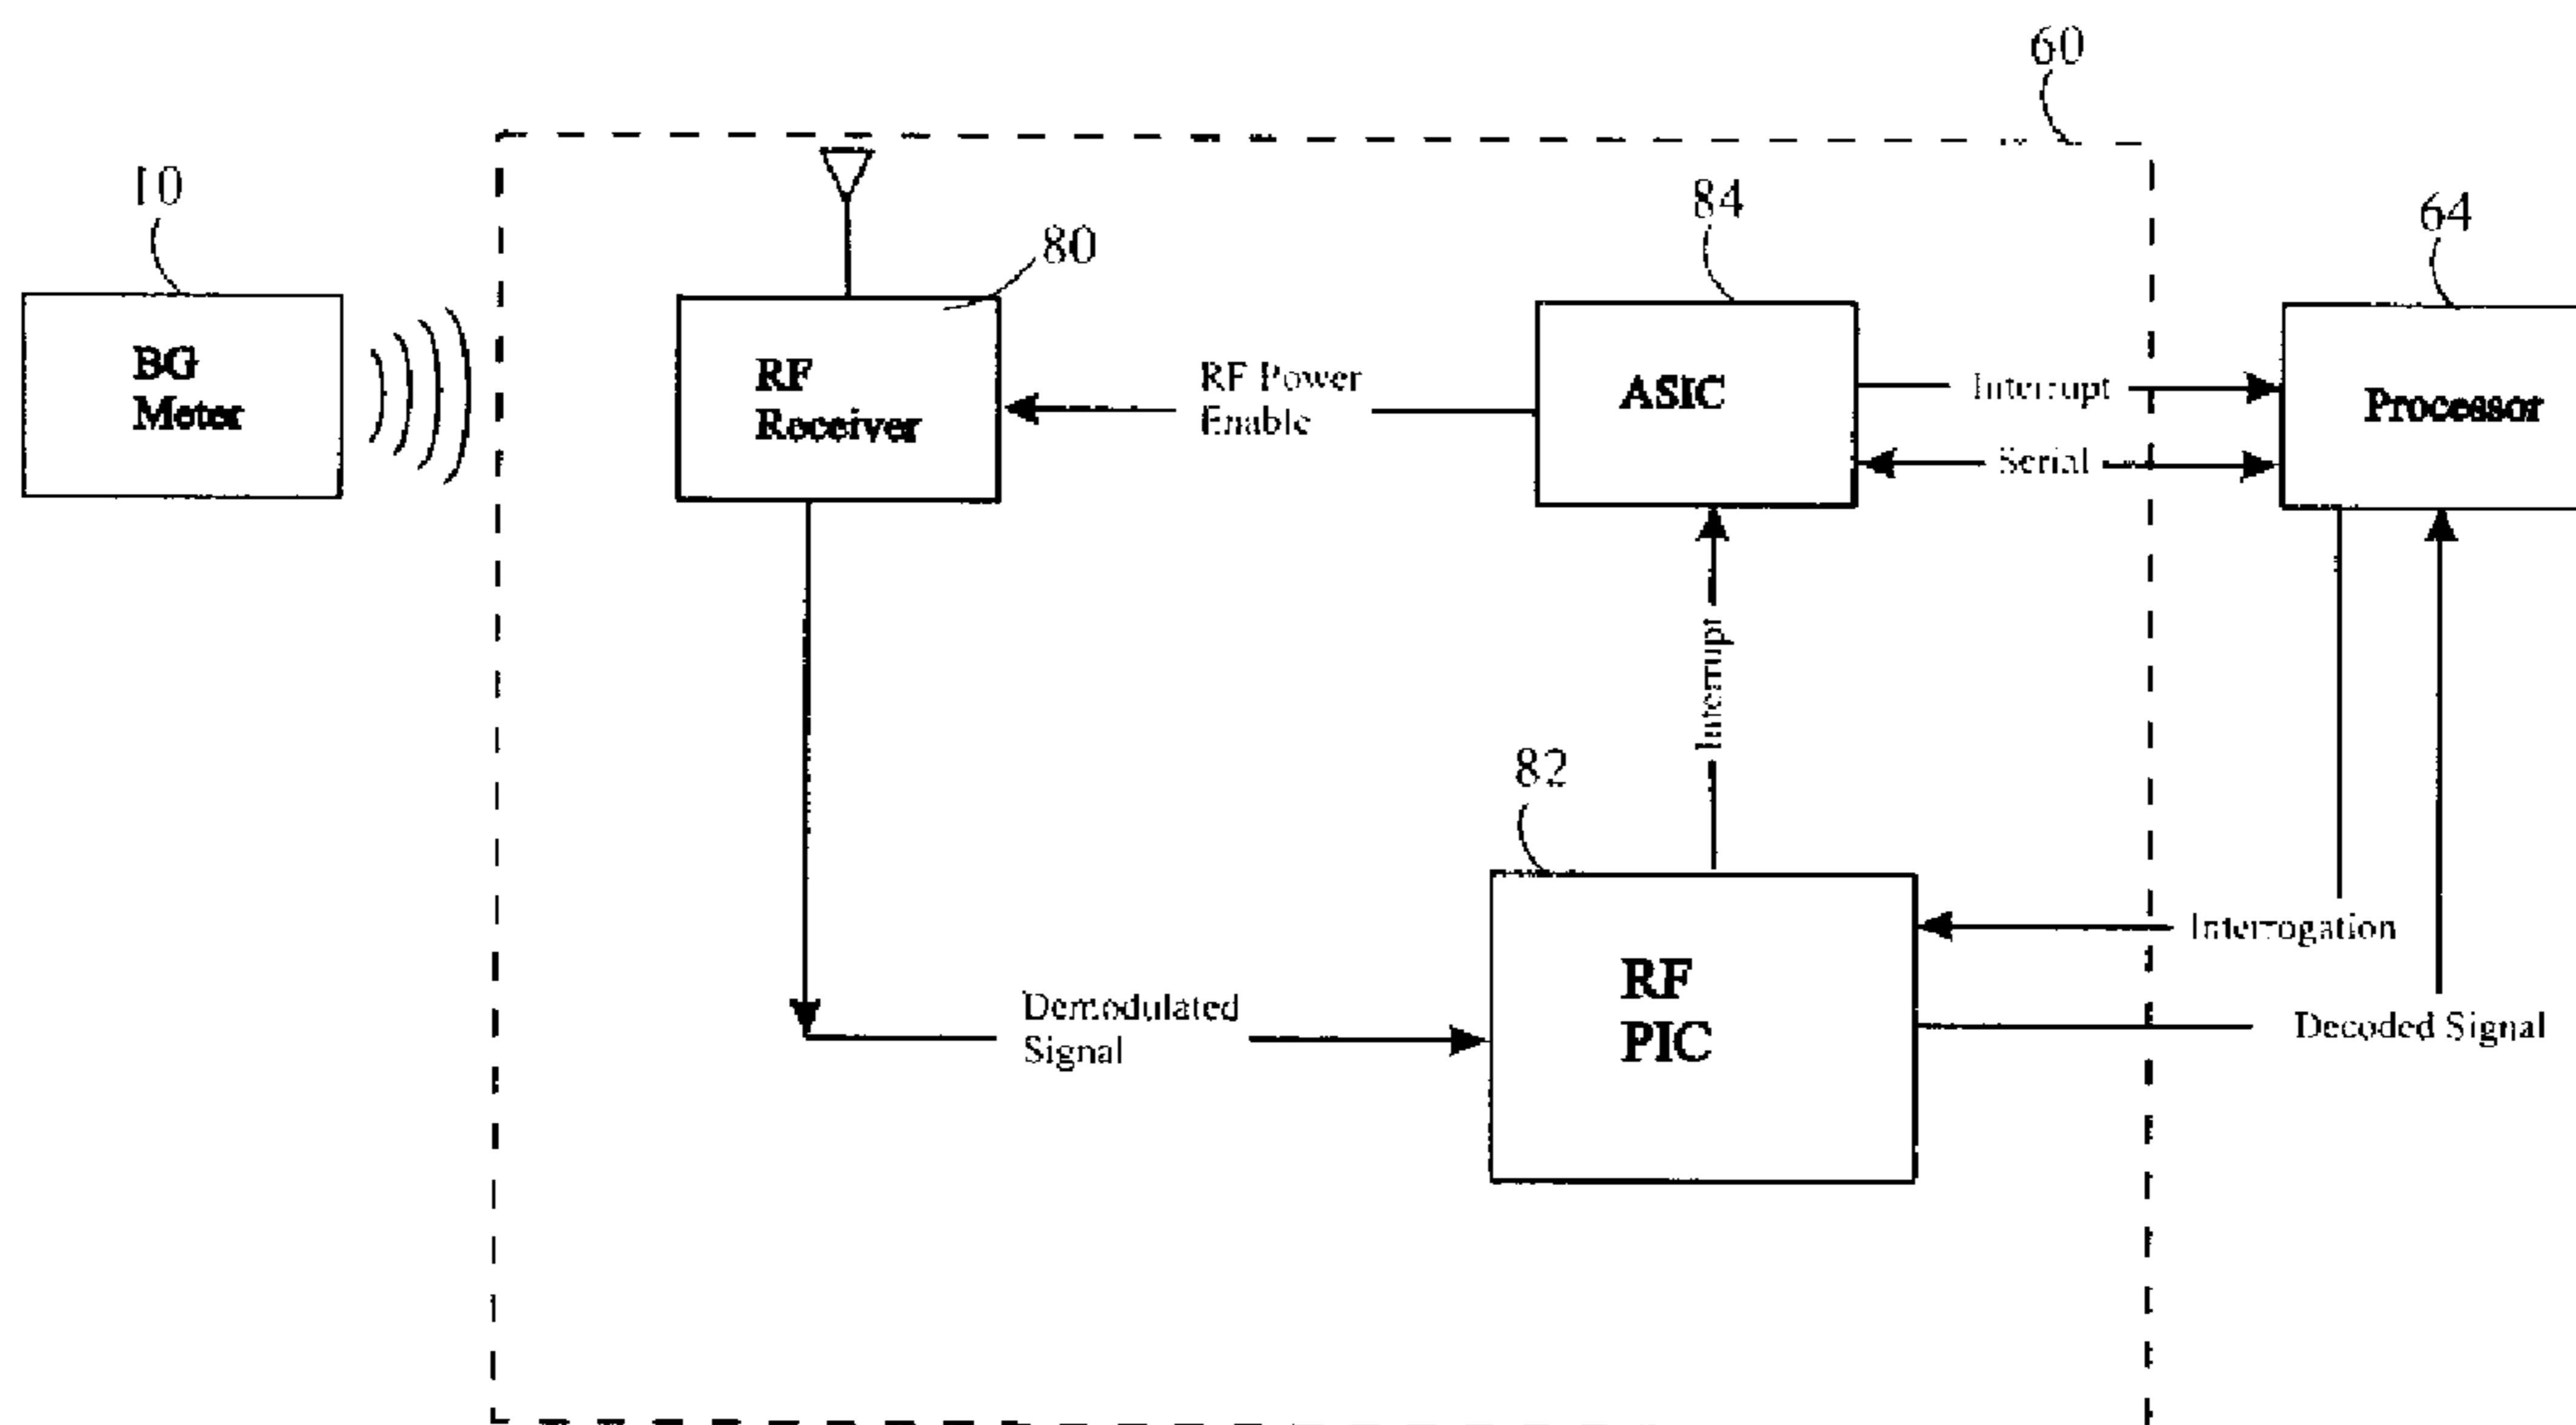 60
10
84
64
80
BG
Meter
RF
Receiver
RF Power
Enable
ASIC
Interrupt
Serial
Processor
Interrupt
82
Interrogation
RF
PIC
Demodulated
Signal
Decoded Signal